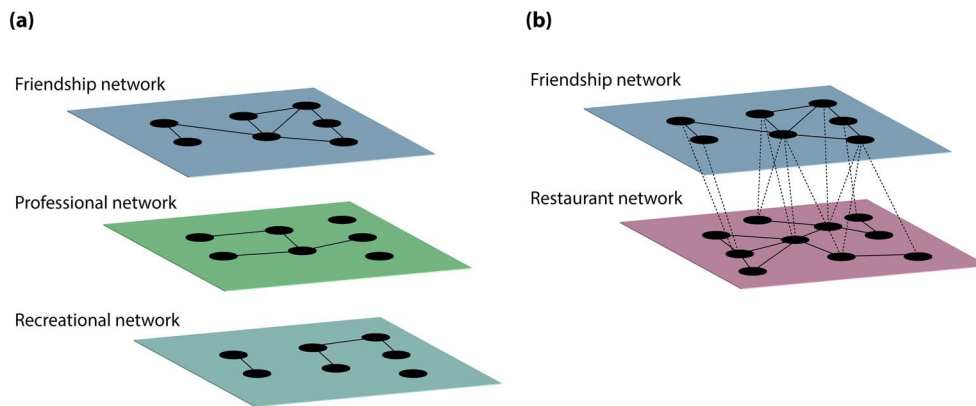 (a)
Friendship network
Professional network
Recreational network
(b)
Friendship network
Restaurant network